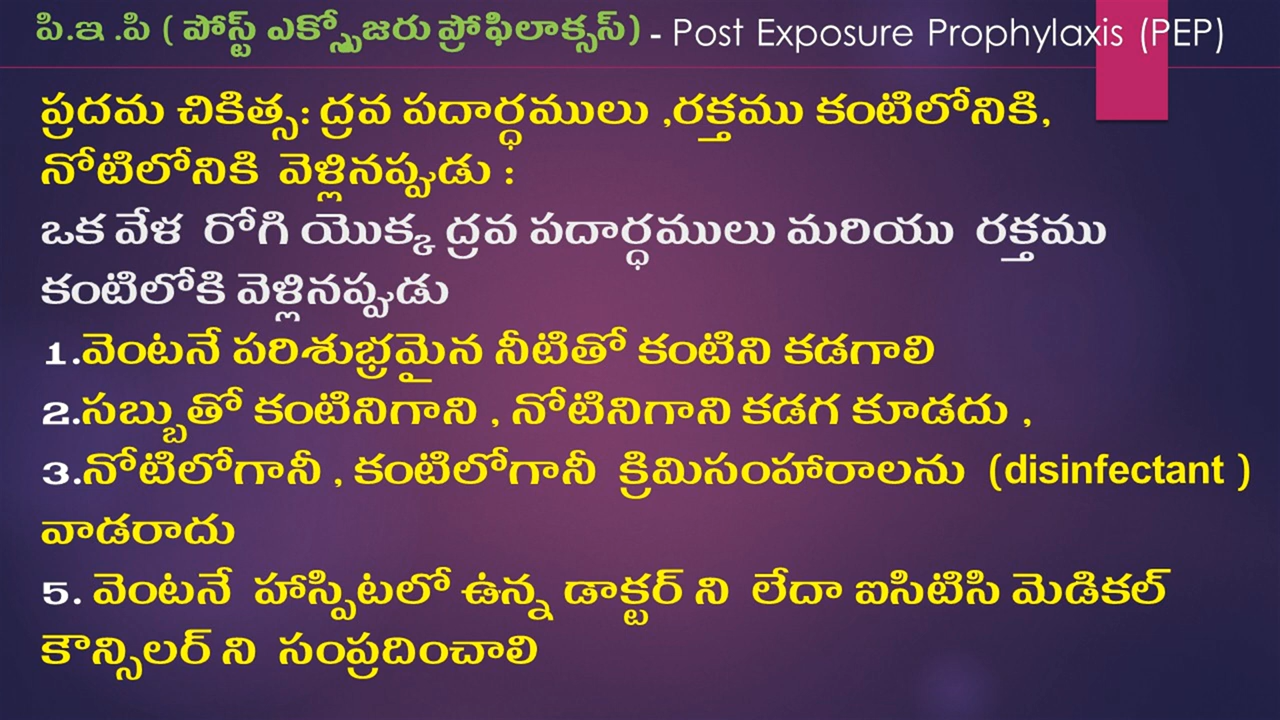 పి.ఇ .పి ( పోస్ట్ ఎక్స్పోజరు ప్రోఫిలాక్సస్) - Post Exposure Prophylaxis (PEP)
ప్రదమ చికిత్స: ద్రవ పదార్ధములు ,రక్తము కంటిలోనికి,
నోటిలోనికి వెళ్లినప్పుడు :
ఒక వేళ రోగి యొక్క ద్రవ పదార్ధములు మరియు రక్తము
కంటిలోకి వెళ్లినప్పుడు
1.వెంటనే పరిశుభ్రమైన నీటితో కంటిని కడగాలి
2.సబ్బుతో కంటినిగాని , నోటినిగాని కడగ కూడదు ,
3.నోటిలోగానీ , కంటిలోగానీ క్రిమిసంహారాలను (disinfectant )
వాడరాదు
5. వెంటనే హాస్పిటలో ఉన్న డాక్టర్ ని లేదా ఐసిటిసి మెడికల్
కౌన్సిలర్ ని సంప్రదించాలి